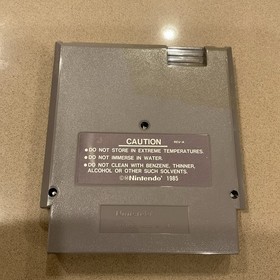 CAUTION REV-A
•DO NOT STORE IN EXTREME TEMPERATURES.
•DO NOT IMMERSE IN WATER.
•DO NOT CLEAN WITH BENZENE, THINNER,
ALCOHOL OR OTHER SUCH SOLVENTS.
©®Nintendo® 1985